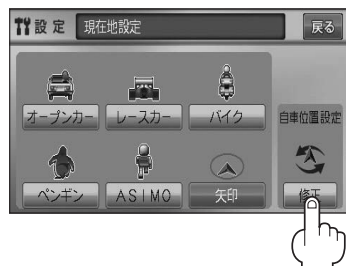 設定 現在地設定 戻る
オープンカー レースカー バイク 自車位置設定
ペンギン ASIMO 矢印 修正